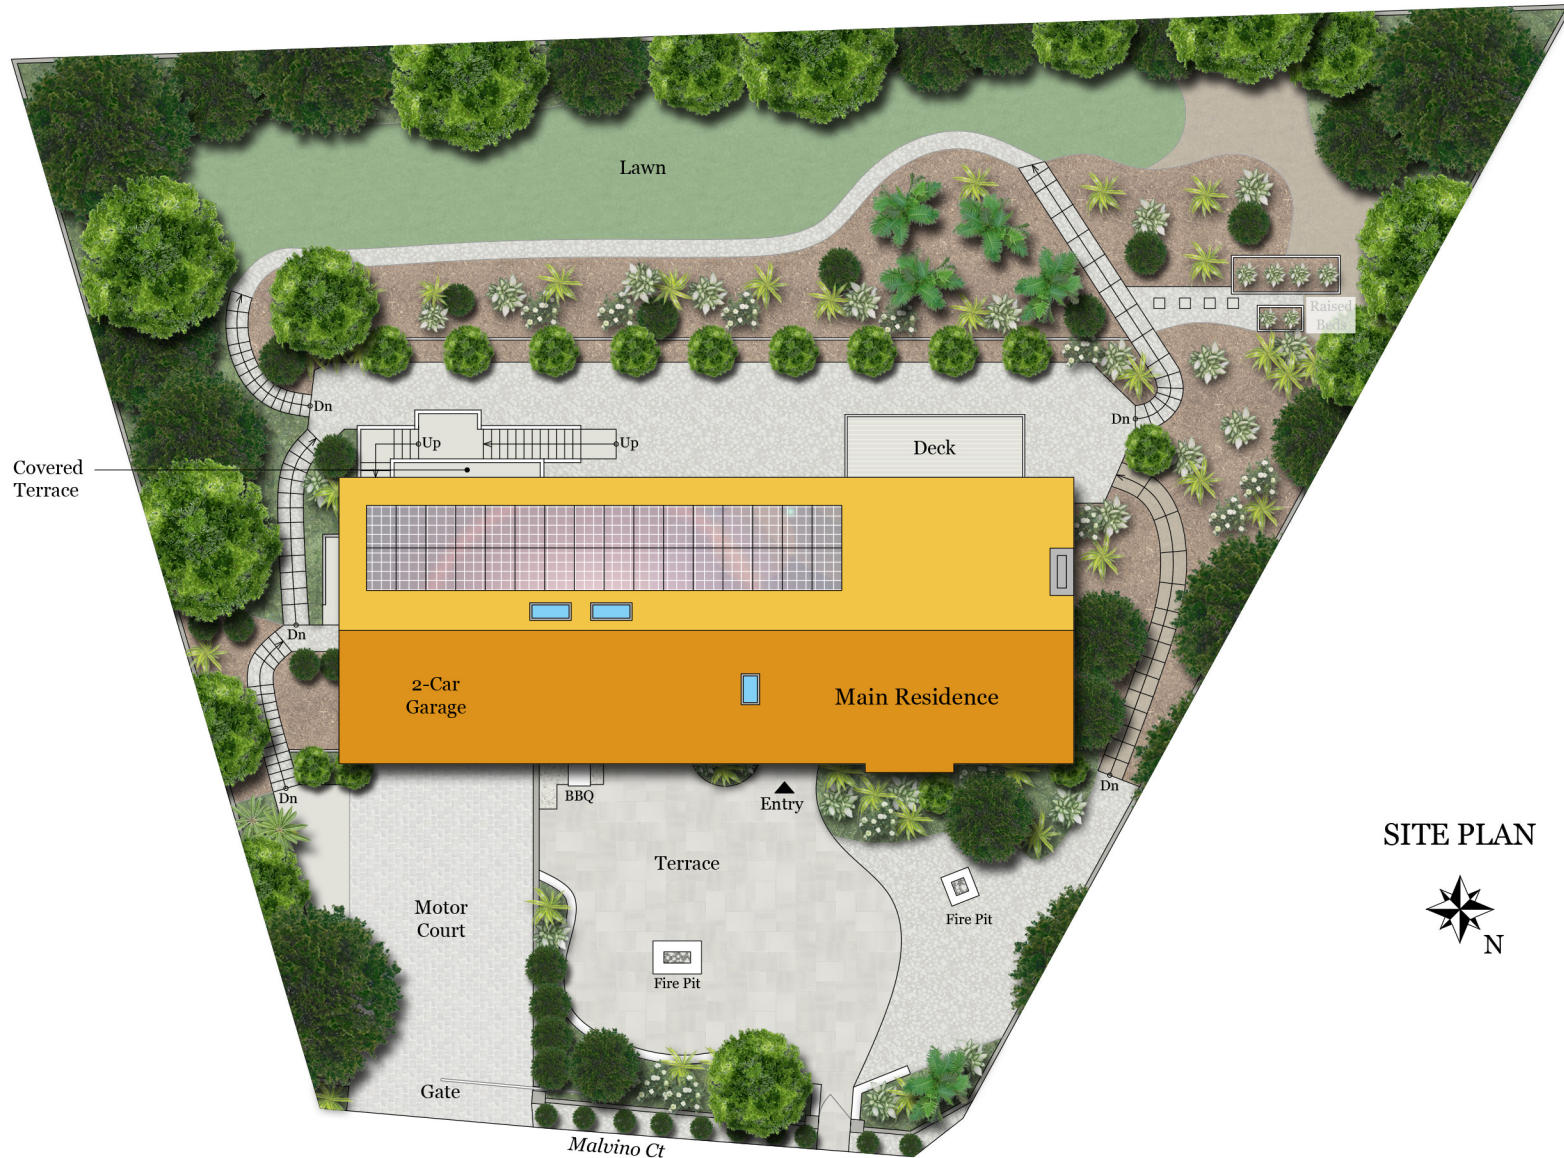 Lawn
Raised
Beds
Dn
Dn
Up
Up
Deck
Covered
Terrace
Dn
2-Car
Garage
Main Residence
Dn
Dn
BBQ
Entry
SITE PLAN
Terrace
Motor
Court
Fire Pit
N
Fire Pit
Gate
Malvino Ct